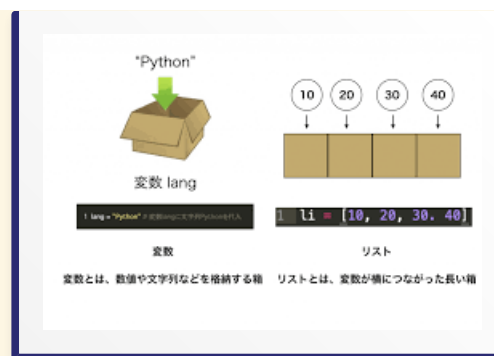 "Python"
変数 lang
1 lang = "Python" # 変数langに文字列Pythonを代入
変数
変数とは、数値や文字列などを格納する箱
10 20 30 40
1 li = [10, 20, 30. 40]
リスト
リストとは、変数が横につながった長い箱